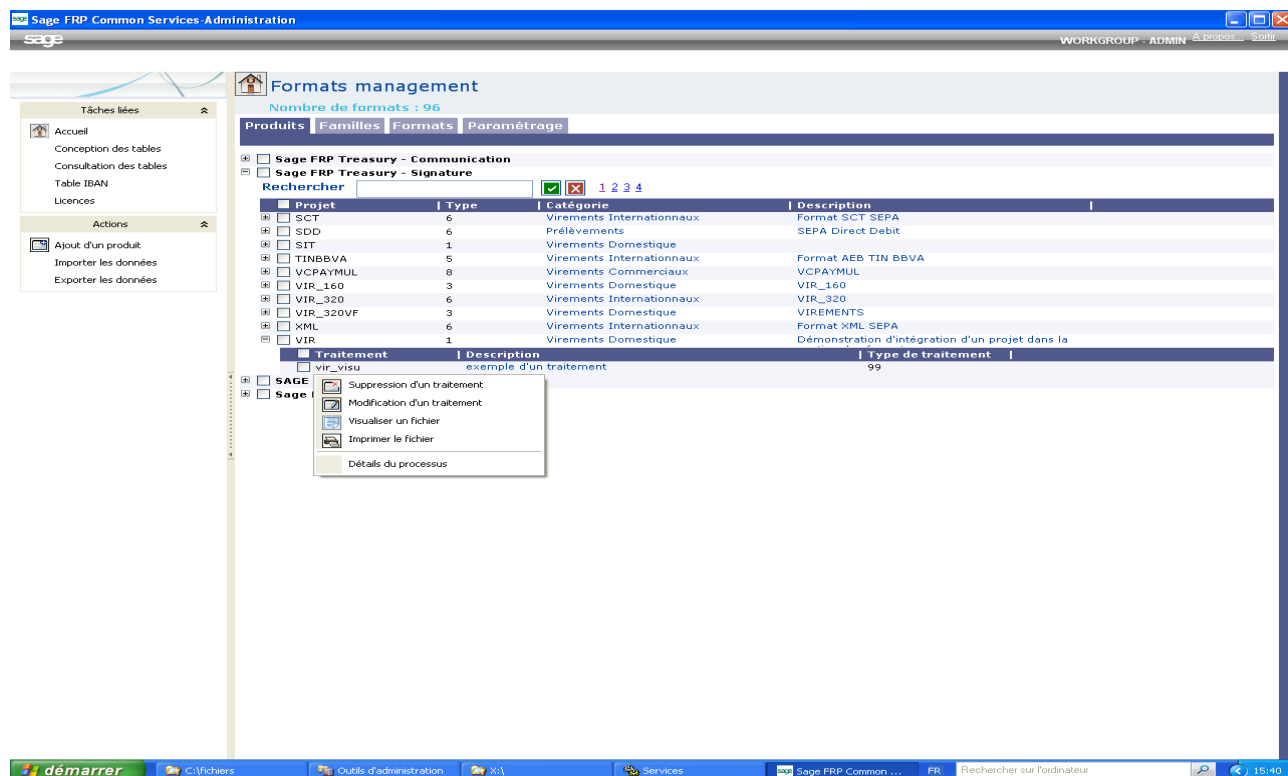 sage Sage FRP Common Services-Administration
sage
WORKGROUP - ADMIN A propos... Sortir
Formats management
Nombre de formats : 96
Produits Familles Formats Paramétrage
Tâches liées
Accueil
Conception des tables
Consultation des tables
Table IBAN
Licences
Actions
Ajout d'un produit
Importer les données
Exporter les données
Sage FRP Treasury - Communication
Sage FRP Treasury - Signature
Rechercher 1 2 3 4
Projet | Type | Catégorie | Description |
SCT 6 Virements Internationnaux Format SCT SEPA
SDD 6 Prélèvements SEPA Direct Debit
SIT 1 Virements Domestique
TINBBVA 5 Virements Internationnaux Format AEB TIN BBVA
VCPAYMUL 8 Virements Commerciaux VCPAYMUL
VIR_160 3 Virements Domestique VIR_160
VIR_320 6 Virements Internationnaux VIR_320
VIR_320VF 3 Virements Domestique VIREMENTS
XML 6 Virements Internationnaux Format XML SEPA
VIR 1 Virements Domestique Démonstration d'intégration d'un projet dans la
Traitement | Description | Type de traitement |
vir_visu exemple d'un traitement 99
SAGE
Sage
Suppression d'un traitement
Modification d'un traitement
Visualiser un fichier
Imprimer le fichier
Détails du processus
démarrer C:\fichiers Outils d'administration X:\ Services sage Sage FRP Common ... FR Rechercher sur l'ordinateur 15:40